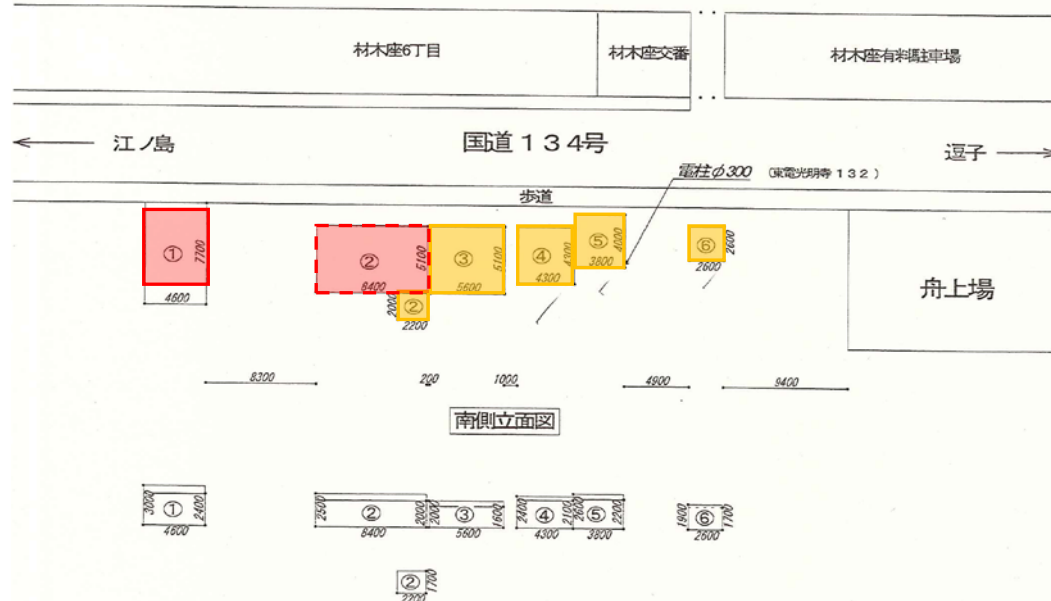 材木座6丁目
材木座交番
材木座有料駐車場
江ノ島
国道134号
逗子
電柱φ300 (東電光明寺132)
歩道
① 7700 4600
② 5100 8400
② 2000 2200
③ 5100 5600
④ 4300 4300
⑤ 4000 3800
⑥ 2600 2600
舟上場
8300 200 1000 4900 9400
南側立面図
3000 ① 2400 4600
2500 ② 2000 8400
2000 ③ 1600 5600
2400 ④ 2100 4300
2600 ⑤ 2200 3800
1900 ⑥ 1700 2600
② 1700 2200